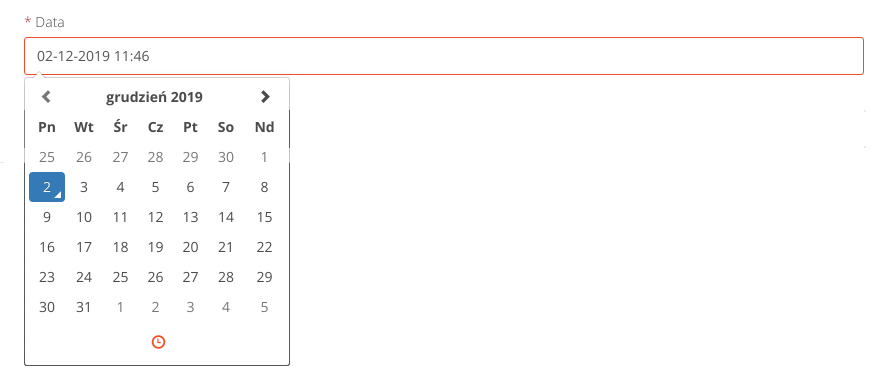 * Data
02-12-2019 11:46
grudzień 2019
Pn Wt Śr Cz Pt So Nd
25 26 27 28 29 30 1
2 3 4 5 6 7 8
9 10 11 12 13 14 15
16 17 18 19 20 21 22
23 24 25 26 27 28 29
30 31 1 2 3 4 5